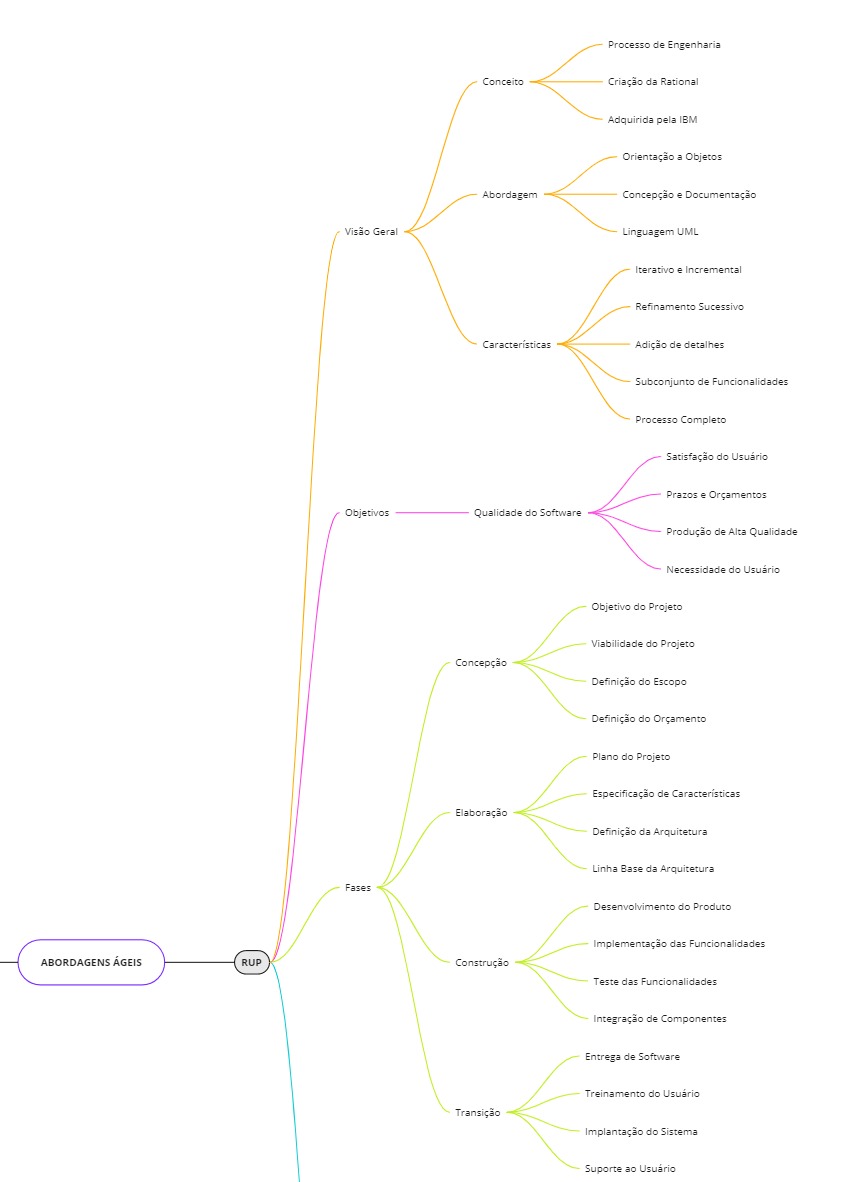 ABORDAGENS ÁGEIS
RUP
Visão Geral
Conceito
Processo de Engenharia
Criação da Rational
Adquirida pela IBM
Abordagem
Orientação a Objetos
Concepção e Documentação
Linguagem UML
Características
Iterativo e Incremental
Refinamento Sucessivo
Adição de detalhes
Subconjunto de Funcionalidades
Processo Completo
Objetivos
Qualidade do Software
Satisfação do Usuário
Prazos e Orçamentos
Produção de Alta Qualidade
Necessidade do Usuário
Fases
Concepção
Objetivo do Projeto
Viabilidade do Projeto
Definição do Escopo
Definição do Orçamento
Elaboração
Plano do Projeto
Especificação de Características
Definição da Arquitetura
Linha Base da Arquitetura
Construção
Desenvolvimento do Produto
Implementação das Funcionalidades
Teste das Funcionalidades
Integração de Componentes
Transição
Entrega de Software
Treinamento do Usuário
Implantação do Sistema
Suporte ao Usuário